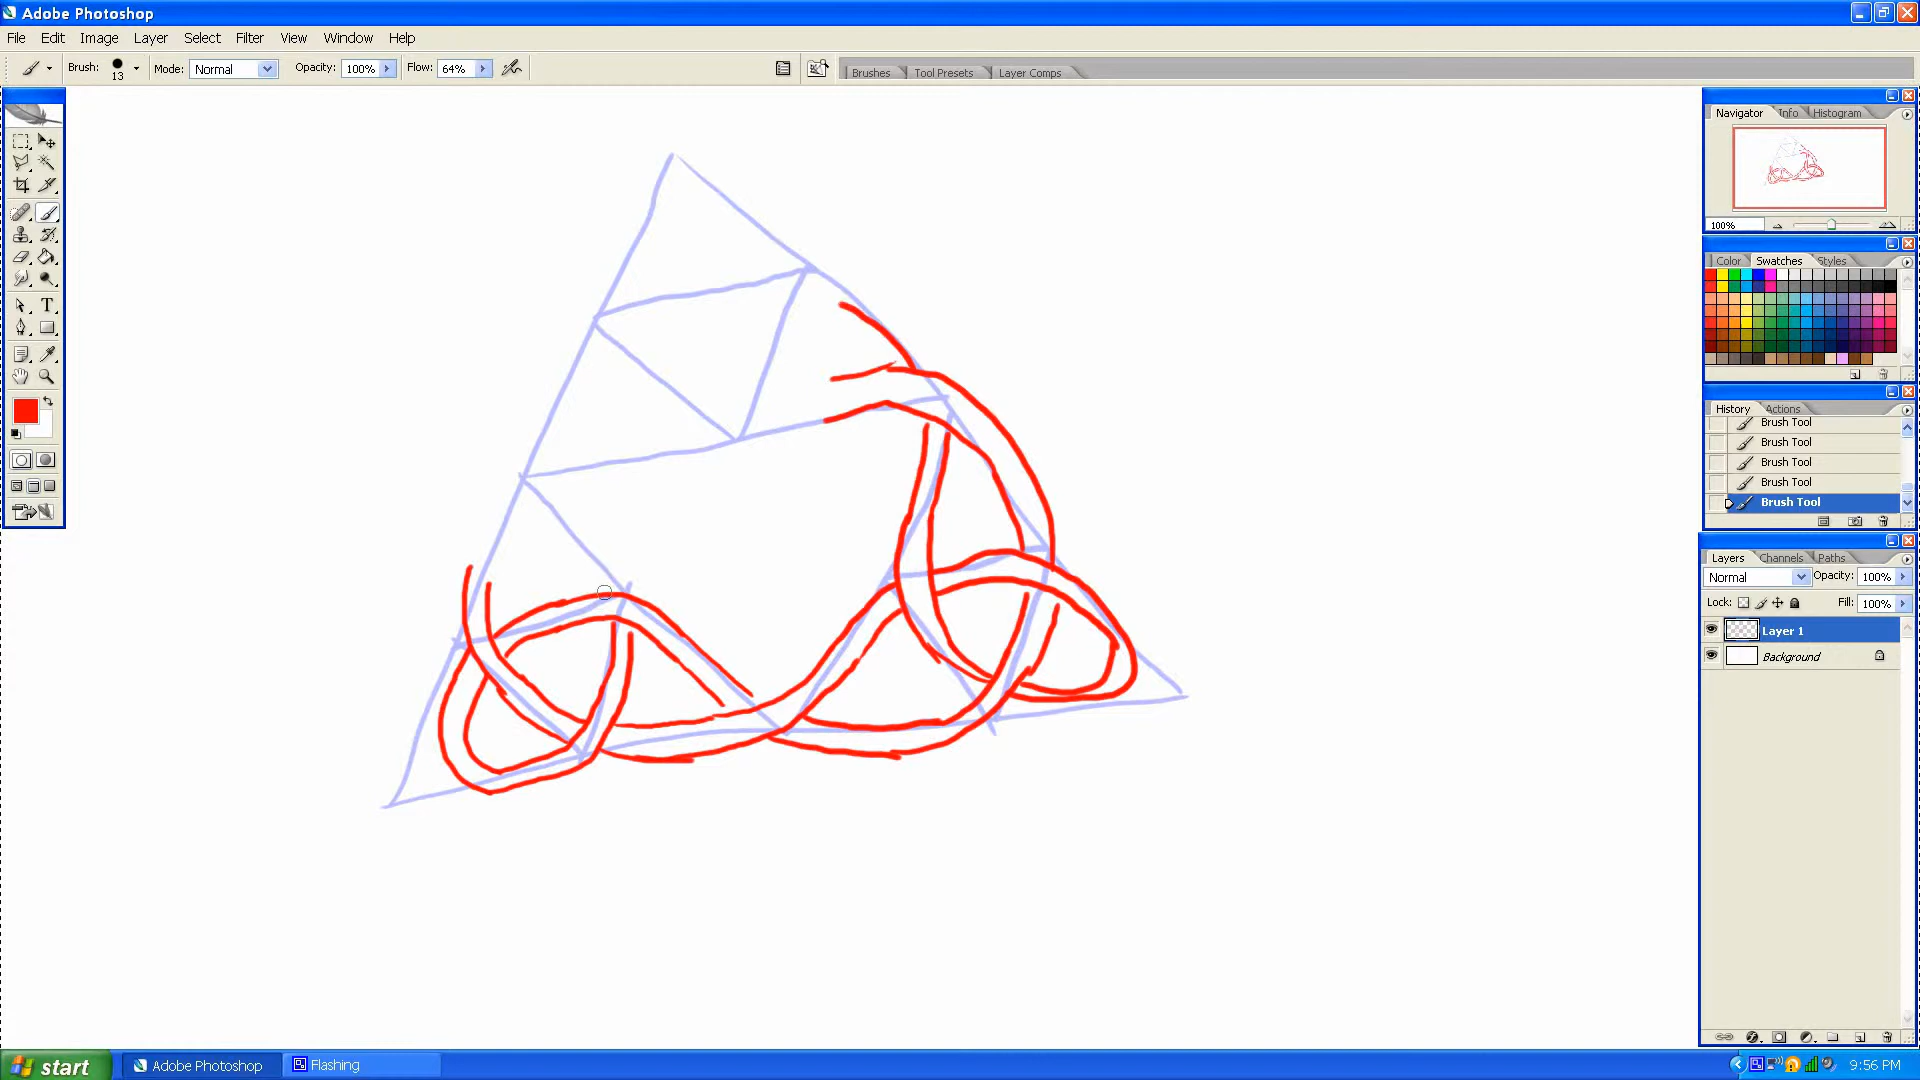 Adobe Photoshop
File Edit Image Layer Select Filter View Window Help
Brush: 13 Mode: Normal Opacity: 100% Flow: 64% Brushes Tool Presets Layer Comps
Navigator Info Histogram
100%
Color Swatches Styles
History Actions
Brush Tool
Brush Tool
Brush Tool
Brush Tool
Brush Tool
Layers Channels Paths
Normal Opacity: 100%
Lock: Fill: 100%
Layer 1
Background
start Adobe Photoshop Flashing 9:56 PM